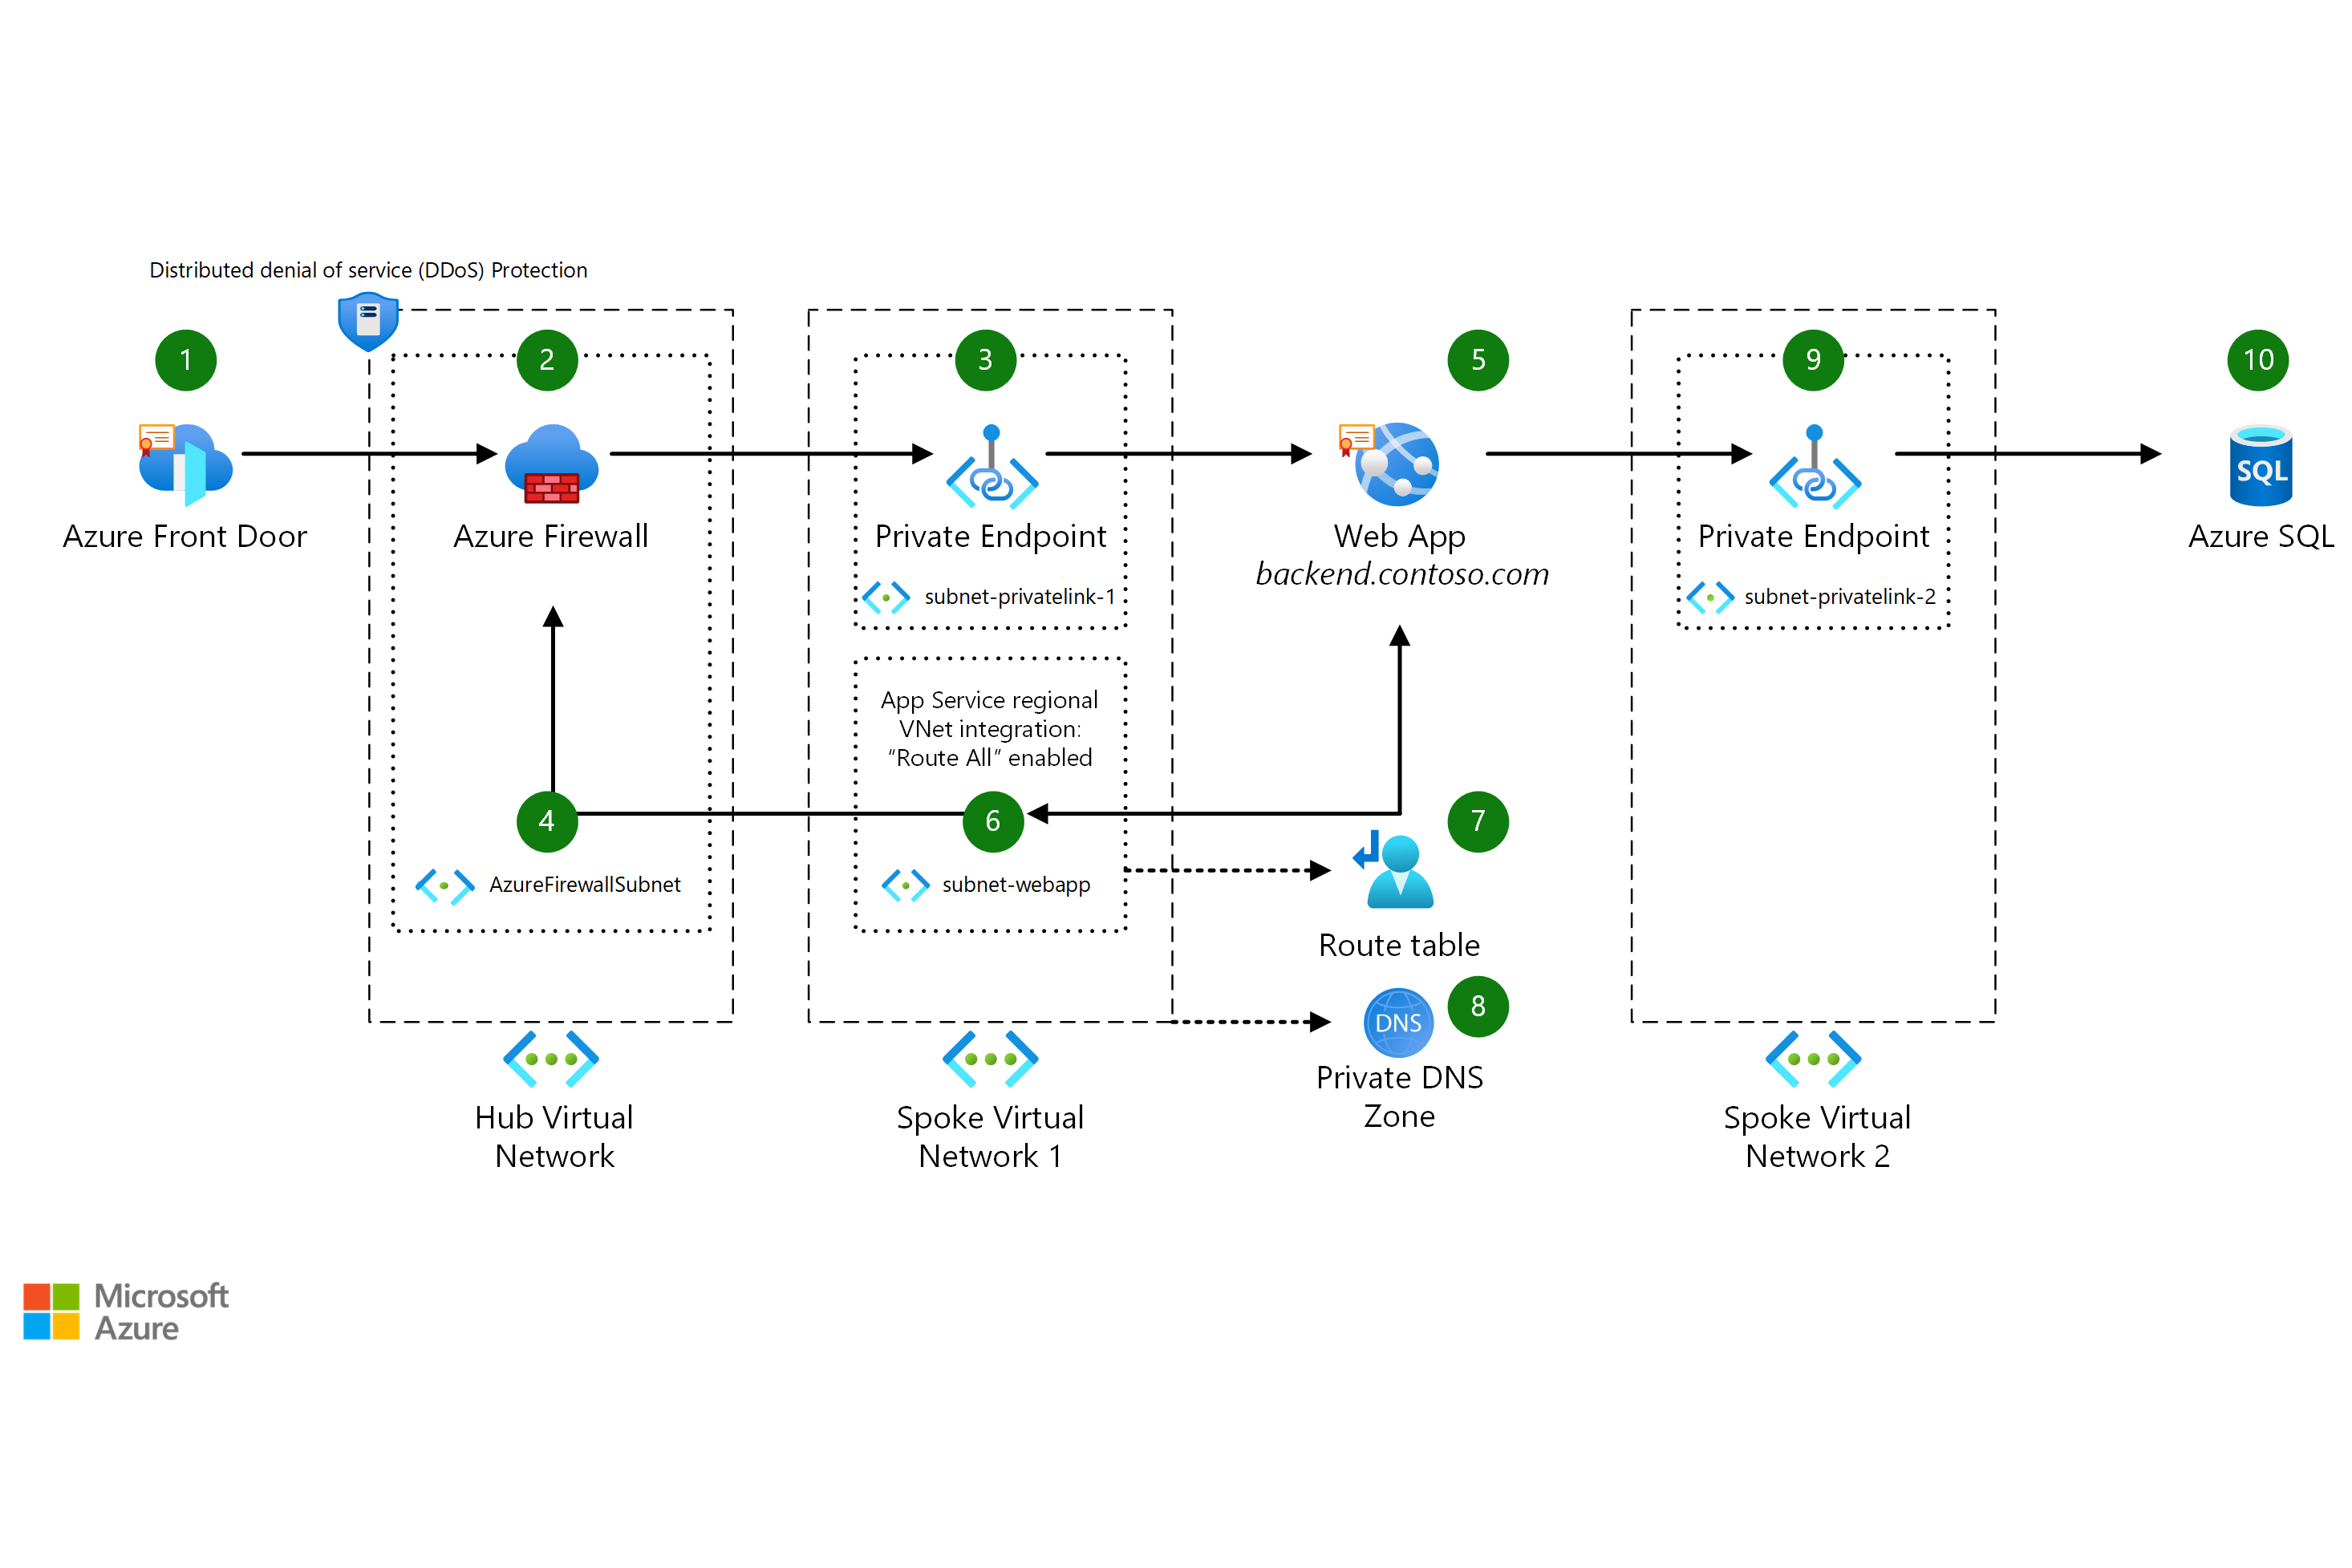 Distributed denial of service (DDoS) Protection
1
2
3
5
9
10
SQL
Azure Front Door
Azure Firewall
Private Endpoint
Web App
backend.contoso.com
Private Endpoint
Azure SQL
subnet-privatelink-1
subnet-privatelink-2
App Service regional
VNet integration:
“Route All” enabled
4
6
7
AzureFirewallSubnet
subnet-webapp
Route table
8
DNS
Private DNS
Zone
Hub Virtual
Network
Spoke Virtual
Network 1
Spoke Virtual
Network 2
Microsoft
Azure